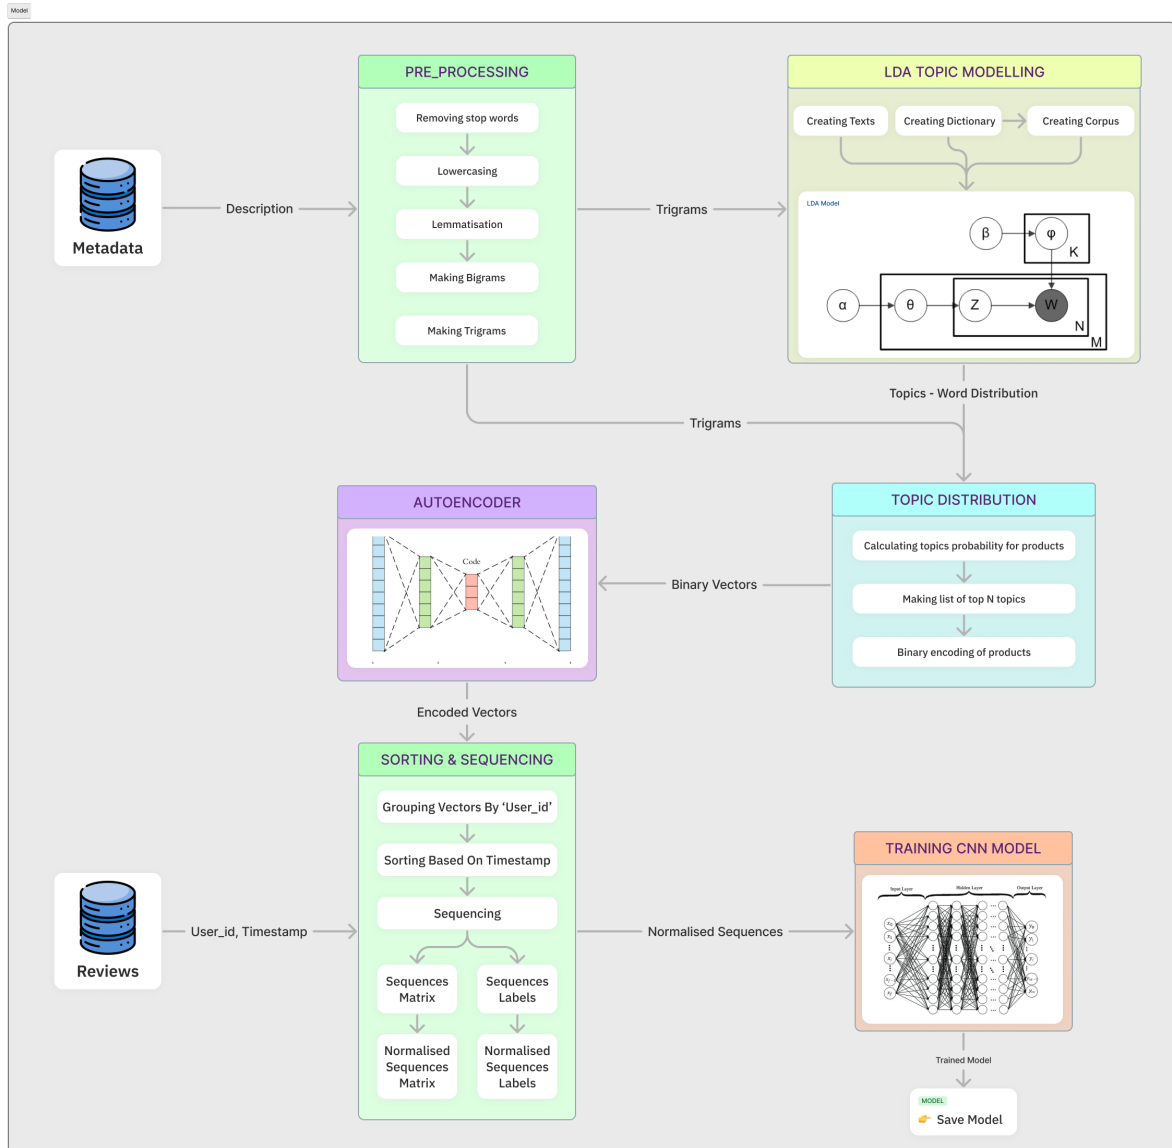 Model
PRE_PROCESSING
Removing stop words
Lowercasing
Lemmatisation
Making Bigrams
Making Trigrams
LDA TOPIC MODELLING
Creating Texts
Creating Dictionary
Creating Corpus
LDA Model
β
φ
K
α
θ
Z
W
N
M
Metadata
Description
Trigrams
Topics - Word Distribution
Trigrams
AUTOENCODER
Code
Binary Vectors
TOPIC DISTRIBUTION
Calculating topics probability for products
Making list of top N topics
Binary encoding of products
Encoded Vectors
SORTING & SEQUENCING
Grouping Vectors By ‘User_id’
Sorting Based On Timestamp
Sequencing
Sequences
Matrix
Sequences
Labels
Normalised
Sequences
Matrix
Normalised
Sequences
Labels
Reviews
User_id, Timestamp
Normalised Sequences
TRAINING CNN MODEL
Input Layer
Hidden Layer
Output Layer
Trained Model
MODEL
👉 Save Model